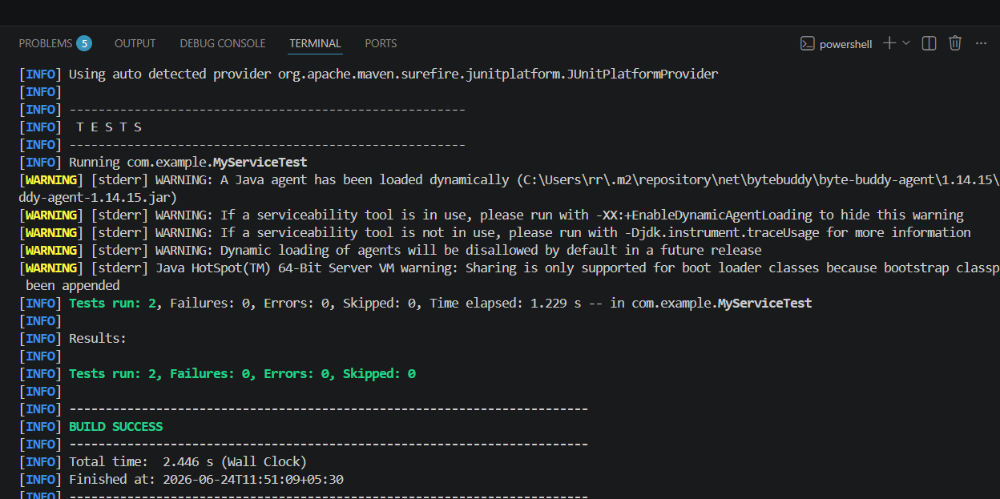 PROBLEMS 5 OUTPUT DEBUG CONSOLE TERMINAL PORTS powershell
[INFO] Using auto detected provider org.apache.maven.surefire.junitplatform.JUnitPlatformProvider
[INFO]
[INFO] -------------------------------------------------------
[INFO]  T E S T S
[INFO] -------------------------------------------------------
[INFO] Running com.example.MyServiceTest
[WARNING] [stderr] WARNING: A Java agent has been loaded dynamically (C:\Users\rr\.m2\repository\net\bytebuddy\byte-buddy-agent\1.14.15\
ddy-agent-1.14.15.jar)
[WARNING] [stderr] WARNING: If a serviceability tool is in use, please run with -XX:+EnableDynamicAgentLoading to hide this warning
[WARNING] [stderr] WARNING: If a serviceability tool is not in use, please run with -Djdk.instrument.traceUsage for more information
[WARNING] [stderr] WARNING: Dynamic loading of agents will be disallowed by default in a future release
[WARNING] [stderr] Java HotSpot(TM) 64-Bit Server VM warning: Sharing is only supported for boot loader classes because bootstrap classp
 been appended
[INFO] Tests run: 2, Failures: 0, Errors: 0, Skipped: 0, Time elapsed: 1.229 s -- in com.example.MyServiceTest
[INFO]
[INFO] Results:
[INFO]
[INFO] Tests run: 2, Failures: 0, Errors: 0, Skipped: 0
[INFO]
[INFO] ------------------------------------------------------------------------
[INFO] BUILD SUCCESS
[INFO] ------------------------------------------------------------------------
[INFO] Total time:  2.446 s (Wall Clock)
[INFO] Finished at: 2026-06-24T11:51:09+05:30
[INFO] ------------------------------------------------------------------------